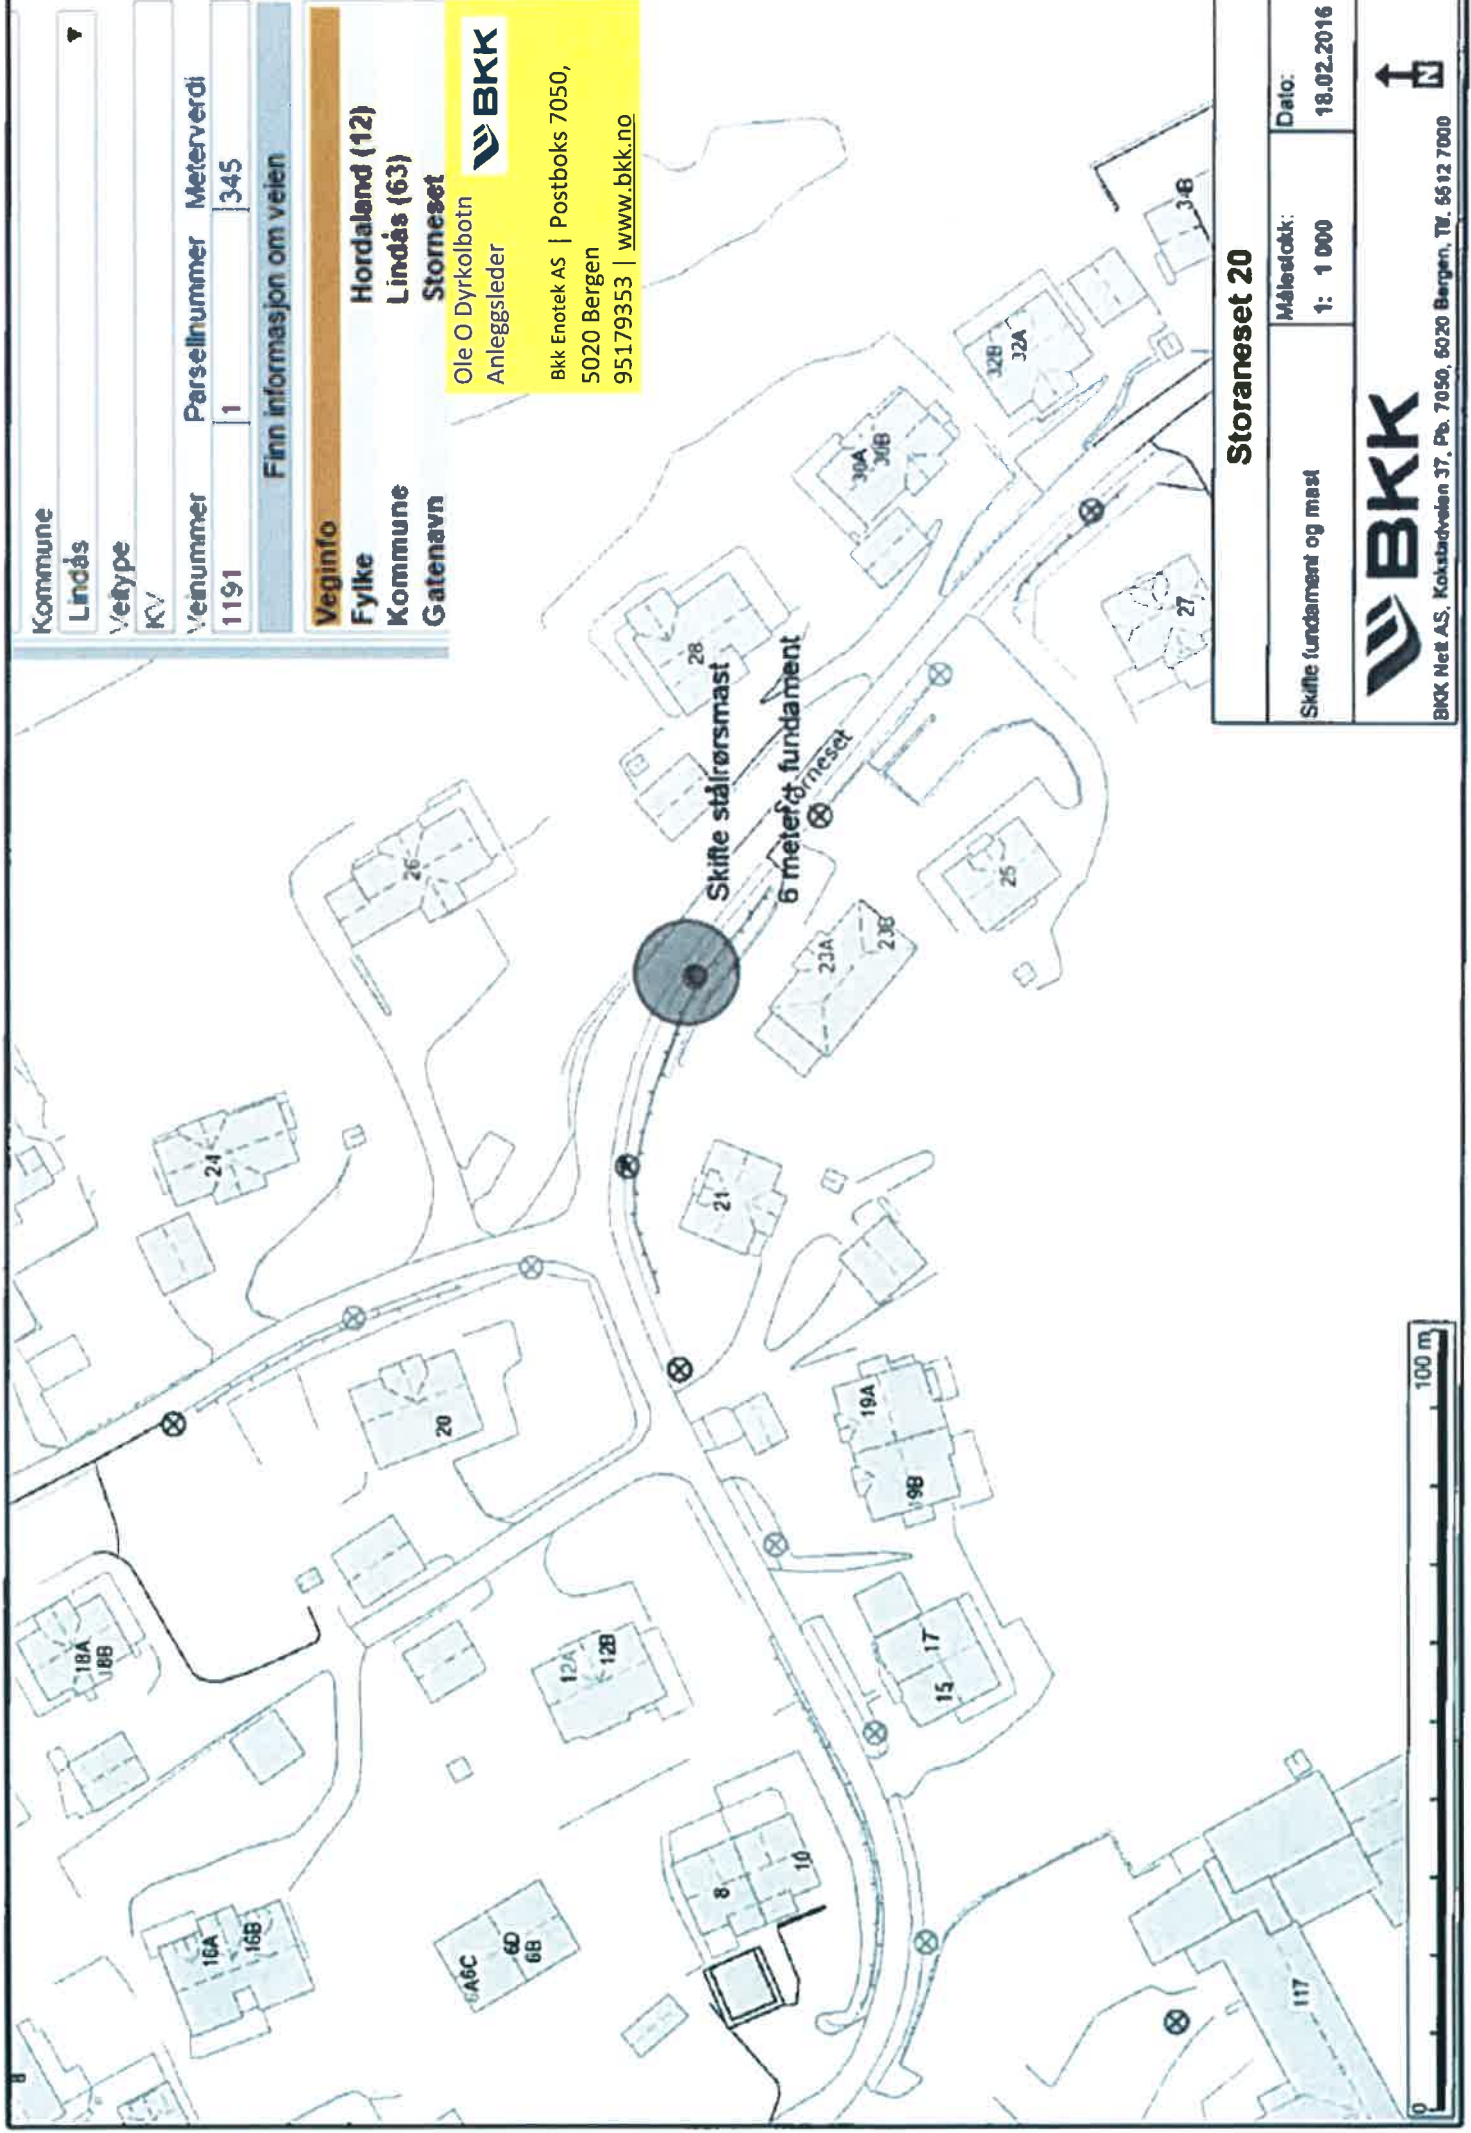 Kommune
Lindås
Veitype
KV
Veinummer Parsellnummer Meterverdi
1191 1 345
Finn informasjon om veien
Veginfo
Fylke Hordaland (12)
Kommune Lindås (63)
Gatenavn Storneset
Ole O Dyrkolbotn
Anleggsleder
BKK
Bkk Enotek AS | Postboks 7050,
5020 Bergen
95179353 | www.bkk.no
8
18A
18B
24
26
16A
16B
20
28
30A
30B
32B
32A
34B
6A6C
6D
6B
12A
12B
Skifte stålrørsmast
6 meter t fundament
Storneset
21
23A
23B
25
27
8
10
19A
19B
17
15
117
Storaneset 20
Skifte fundament og mast
Målestokk:
1: 1 000
Dato:
18.02.2016
BKK
N
BKK Nett AS, Kokstadveien 37, Pb. 7050, 5020 Bergen, Tlf. 5512 7000
0 100 m